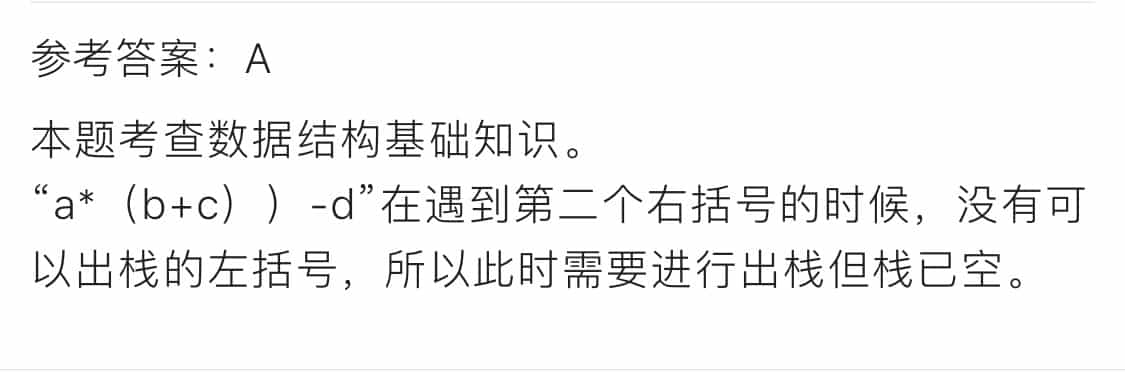 参考答案：A
本题考查数据结构基础知识。
“a*（b+c））-d”在遇到第二个右括号的时候，没有可
以出栈的左括号，所以此时需要进行出栈但栈已空。